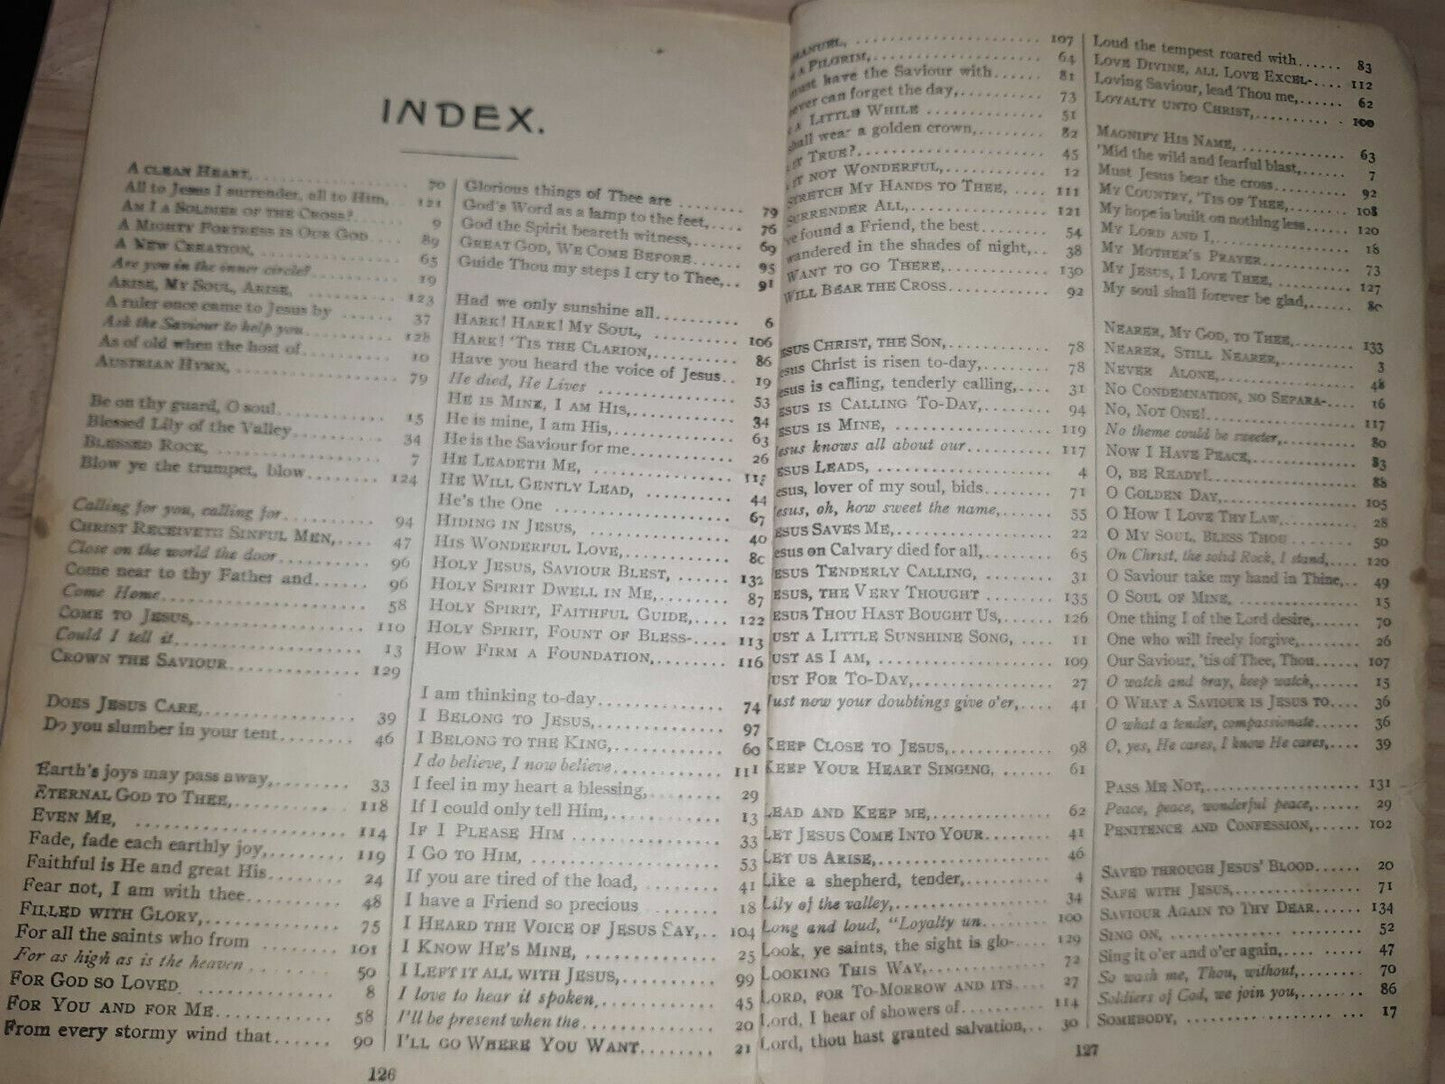 INDEX.
A CLEAN HEART, 70
All to Jesus I surrender, all to Him, 121
AM I A SOLDIER OF THE CROSS? 9
A MIGHTY FORTRESS IS OUR GOD 89
A NEW CREATION, 65
Are you in the inner circle? 19
ARISE, MY SOUL, ARISE, 123
A ruler once came to Jesus by 37
Ask the Saviour to help you 128
As of old when the host of 10
AUSTRIAN HYMN, 79
Be on thy guard, O soul 15
Blessed Lily of the Valley 34
BLESSED ROCK, 7
Blow ye the trumpet, blow 124
Calling for you, calling for 94
CHRIST RECEIVETH SINFUL MEN, 47
Close on the world the door 96
Come near to thy Father and 96
Come Home 58
COME TO JESUS, 110
Could I tell it 13
CROWN THE SAVIOUR 129
DOES JESUS CARE, 39
Do you slumber in your tent 46
Earth's joys may pass away, 33
ETERNAL GOD TO THEE, 118
EVEN ME, 114
Fade, fade each earthly joy, 119
Faithful is He and great His 24
Fear not, I am with thee 48
FILLED WITH GLORY, 75
For all the saints who from 101
For as high as is the heaven 50
FOR GOD SO LOVED 8
FOR YOU AND FOR ME 58
From every stormy wind that 90
Glorious things of Thee are 79
God's Word as a lamp to the feet, 76
God the Spirit beareth witness, 69
GREAT GOD, WE COME BEFORE 95
Guide Thou my steps I cry to Thee, 91
Had we only sunshine all 6
HARK! HARK! MY SOUL, 106
HARK! 'TIS THE CLARION, 86
Have you heard the voice of Jesus 19
He died, He Lives 53
HE IS MINE, I AM HIS, 34
He is mine, I am His, 63
He is the Saviour for me 26
HE LEADETH ME,
HE WILL GENTLY LEAD, 44
He's the One 67
HIDING IN JESUS, 40
HIS WONDERFUL LOVE, 80
HOLY JESUS, SAVIOUR BLEST, 132
HOLY SPIRIT DWELL IN ME, 87
HOLY SPIRIT, FAITHFUL GUIDE, 122
HOLY SPIRIT, FOUNT OF BLESS- 113
HOW FIRM A FOUNDATION, 116
I am thinking to-day 74
I BELONG TO JESUS, 97
I BELONG TO THE KING, 60
I do believe, I now believe 111
I feel in my heart a blessing, 29
If I could only tell Him, 13
IF I PLEASE HIM 33
I GO TO HIM, 53
If you are tired of the load, 41
I have a Friend so precious 18
I HEARD THE VOICE OF JESUS SAY, 104
I KNOW HE'S MINE, 25
I LEFT IT ALL WITH JESUS, 99
I love to hear it spoken, 45
I'll be present when the 20
I'LL GO WHERE YOU WANT 21
126
MANUEL, 107
A PILGRIM, 64
must have the Saviour with 81
ever can forget the day, 73
A LITTLE WHILE 51
shall wear a golden crown, 82
IT TRUE? 45
IT NOT WONDERFUL, 12
STRETCH MY HANDS TO THEE, 111
SURRENDER ALL, 121
've found a Friend, the best 54
wandered in the shades of night, 38
WANT TO GO THERE, 130
WILL BEAR THE CROSS 92
ESUS CHRIST, THE SON, 78
esus Christ is risen to-day, 78
esus is calling, tenderly calling, 31
ESUS IS CALLING TO-DAY, 94
ESUS IS MINE, 119
esus knows all about our 117
ESUS LEADS, 4
esus, lover of my soul, bids 71
esus, oh, how sweet the name, 55
ESUS SAVES ME, 22
esus on Calvary died for all, 65
ESUS TENDERLY CALLING, 31
ESUS, THE VERY THOUGHT 135
ESUS THOU HAST BOUGHT US, 126
UST A LITTLE SUNSHINE SONG, 11
UST AS I AM, 109
UST FOR TO-DAY, 27
Just now your doubtings give o'er, 41
KEEP CLOSE TO JESUS, 98
KEEP YOUR HEART SINGING, 61
LEAD AND KEEP ME, 62
LET JESUS COME INTO YOUR 41
LET US ARISE, 46
Like a shepherd, tender, 4
Lily of the valley, 34
Long and loud, "Loyalty un 100
Look, ye saints, the sight is glo- 129
LOOKING THIS WAY, 72
LORD, FOR TO-MORROW AND ITS 27
Lord, I hear of showers of 114
Lord, thou hast granted salvation, 30
Loud the tempest roared with 83
LOVE DIVINE, ALL LOVE EXCEL- 112
Loving Saviour, lead Thou me, 62
LOYALTY UNTO CHRIST, 100
MAGNIFY HIS NAME, 63
'Mid the wild and fearful blast, 7
Must Jesus bear the cross 92
MY COUNTRY, 'TIS OF THEE, 108
My hope is built on nothing less 120
MY LORD AND I, 18
MY MOTHER'S PRAYER 73
MY JESUS, I LOVE THEE, 127
My soul shall forever be glad, 80
NEARER, MY GOD, TO THEE, 133
NEARER, STILL NEARER, 3
NEVER ALONE, 48
NO CONDEMNATION, NO SEPARA- 16
NO, NOT ONE! 117
No theme could be sweeter, 80
NOW I HAVE PEACE, 83
O, BE READY! 88
O GOLDEN DAY, 105
O HOW I LOVE THY LAW, 28
O MY SOUL, BLESS THOU 50
On Christ, the solid Rock, I stand, 120
O Saviour take my hand in Thine, 49
O SOUL OF MINE, 15
One thing I of the Lord desire, 70
One who will freely forgive, 26
Our Saviour, 'tis of Thee, Thou 107
O watch and pray, keep watch, 15
O WHAT A SAVIOUR IS JESUS TO 36
O what a tender, compassionate 36
O, yes, He cares, I know He cares, 39
PASS ME NOT, 131
Peace, peace, wonderful peace, 29
PENITENCE AND CONFESSION, 102
SAVED THROUGH JESUS' BLOOD 20
SAFE WITH JESUS, 71
SAVIOUR AGAIN TO THY DEAR 134
SING ON, 52
Sing it o'er and o'er again, 47
So wash me, Thou, without, 70
Soldiers of God, we join you, 86
SOMEBODY, 17
127